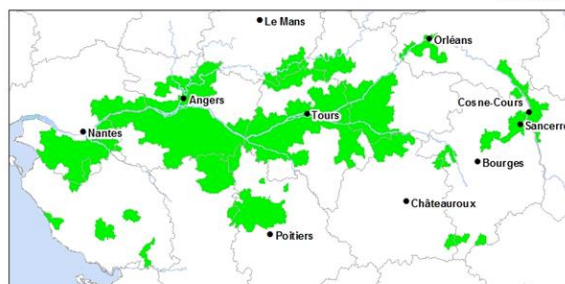 Le Mans
Orléans
Angers
Cosne-Cours
Tours
Sancerre
Nantes
Bourges
Châteauroux
Poitiers